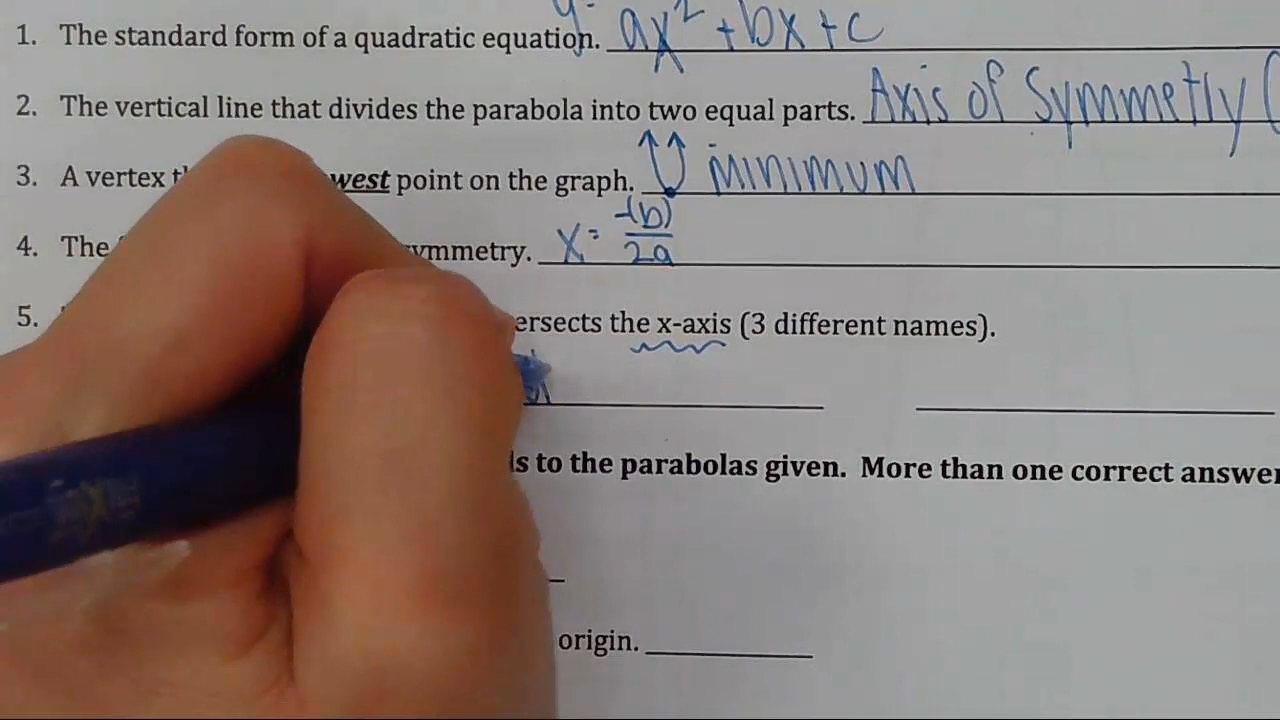 1. The standard form of a quadratic equation. y= ax² + bx + c
2. The vertical line that divides the parabola into two equal parts. Axis of Symmetry (
3. A vertex west point on the graph. Minimum
4. The ymmetry. x = -(b)/2a
5. ersects the x-axis (3 different names).
ls to the parabolas given. More than one correct answer
origin.